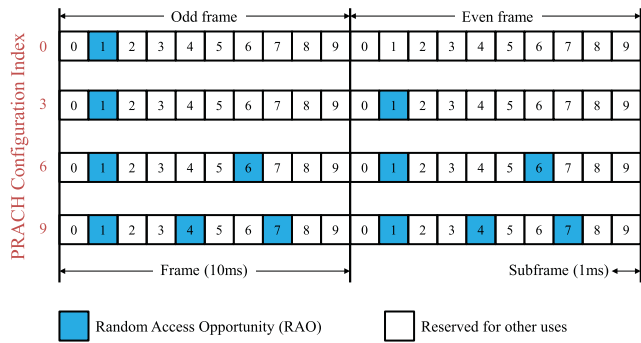 Odd frame Even frame
PRACH Configuration Index
0 0 1 2 3 4 5 6 7 8 9 0 1 2 3 4 5 6 7 8 9
3 0 1 2 3 4 5 6 7 8 9 0 1 2 3 4 5 6 7 8 9
6 0 1 2 3 4 5 6 7 8 9 0 1 2 3 4 5 6 7 8 9
9 0 1 2 3 4 5 6 7 8 9 0 1 2 3 4 5 6 7 8 9
Frame (10ms) Subframe (1ms)
Random Access Opportunity (RAO) Reserved for other uses